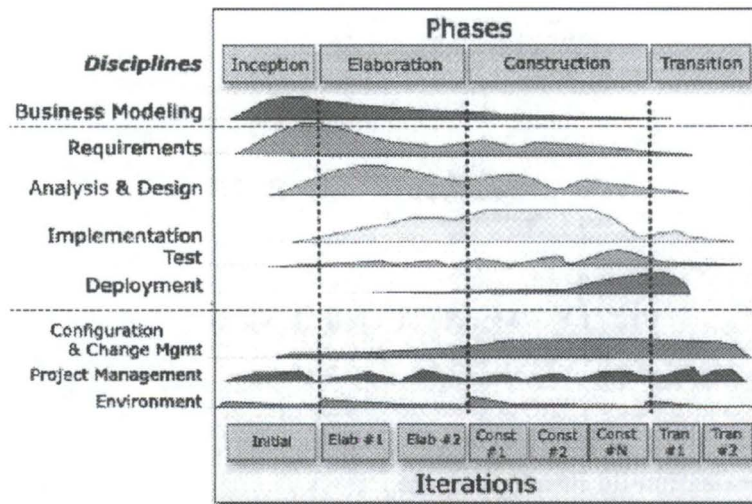 Phases
Disciplines
Inception
Elaboration
Construction
Transition
Business Modeling
Requirements
Analysis & Design
Implementation
Test
Deployment
Configuration
& Change Mgmt
Project Management
Environment
Initial
Elab #1
Elab #2
Const
#1
Const
#2
Const
#N
Tran
#1
Tran
#2
Iterations